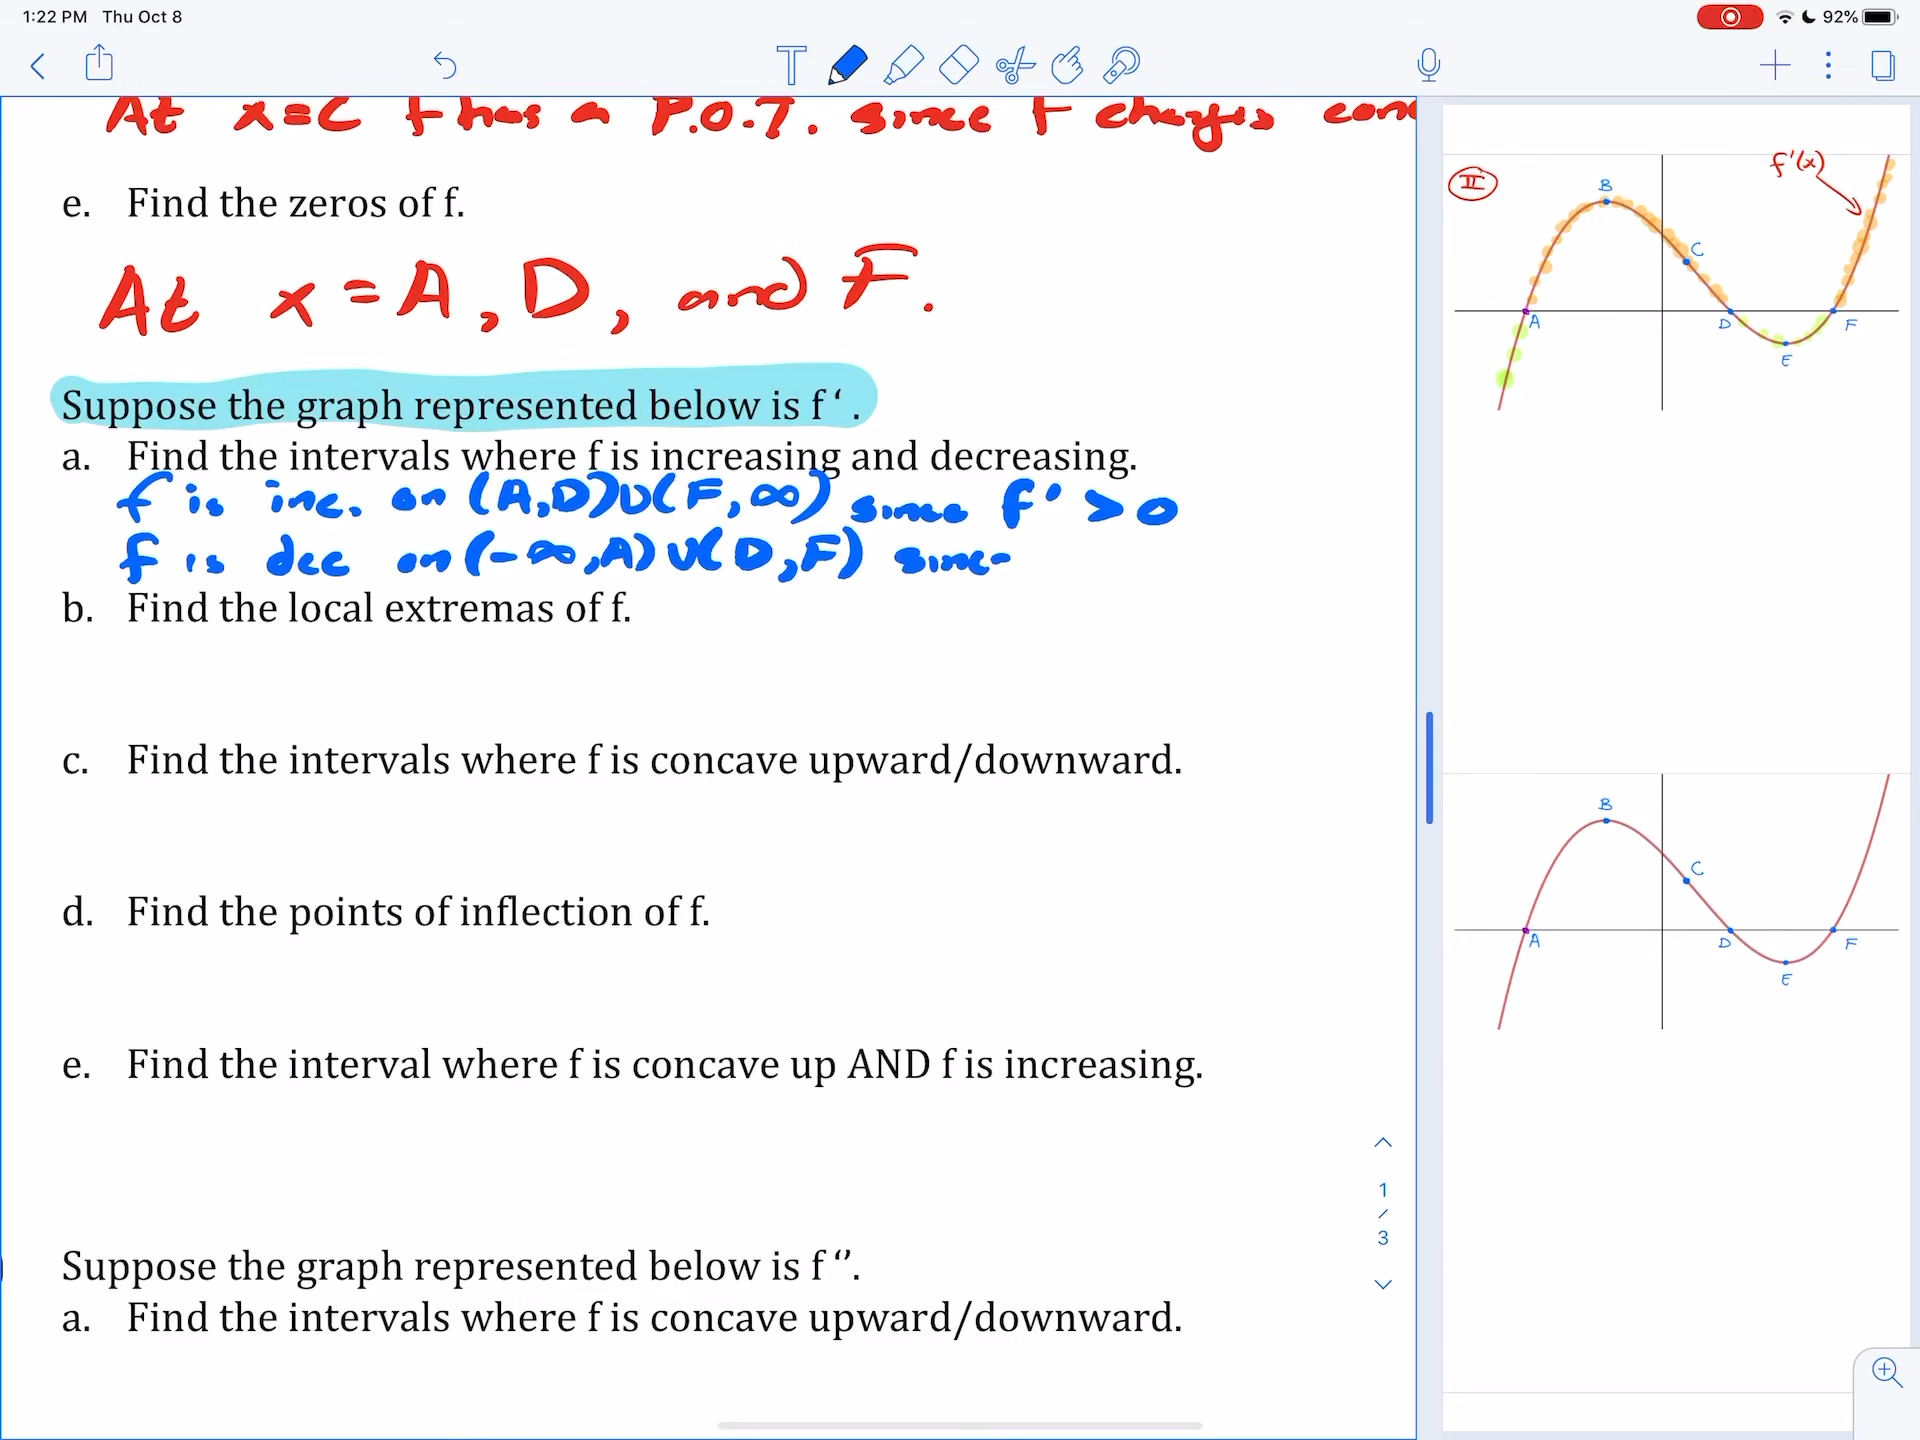 1:22 PM Thu Oct 8
92%
At x=C f has a P.O.I. since f changes conc
e. Find the zeros of f.
At x=A, D, and F.
Suppose the graph represented below is f ‘ .
a. Find the intervals where f is increasing and decreasing.
f is inc. on (A,D)∪(F,∞) since f' > 0
f is dec on (-∞,A)∪(D,F) since
b. Find the local extremas of f.
c. Find the intervals where f is concave upward/downward.
d. Find the points of inflection of f.
e. Find the interval where f is concave up AND f is increasing.
Suppose the graph represented below is f ‘’.
a. Find the intervals where f is concave upward/downward.
1
/
3
II
f'(x)
B
C
A
D
F
E
B
C
A
D
F
E